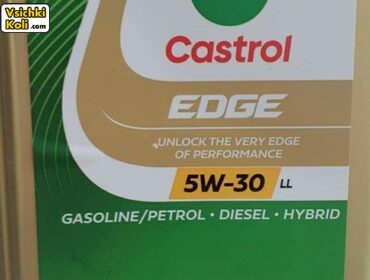 Vsichki
Koli.com
Castrol
EDGE
UNLOCK THE VERY EDGE
OF PERFORMANCE
5W-30 LL
GASOLINE/PETROL • DIESEL • HYBRID